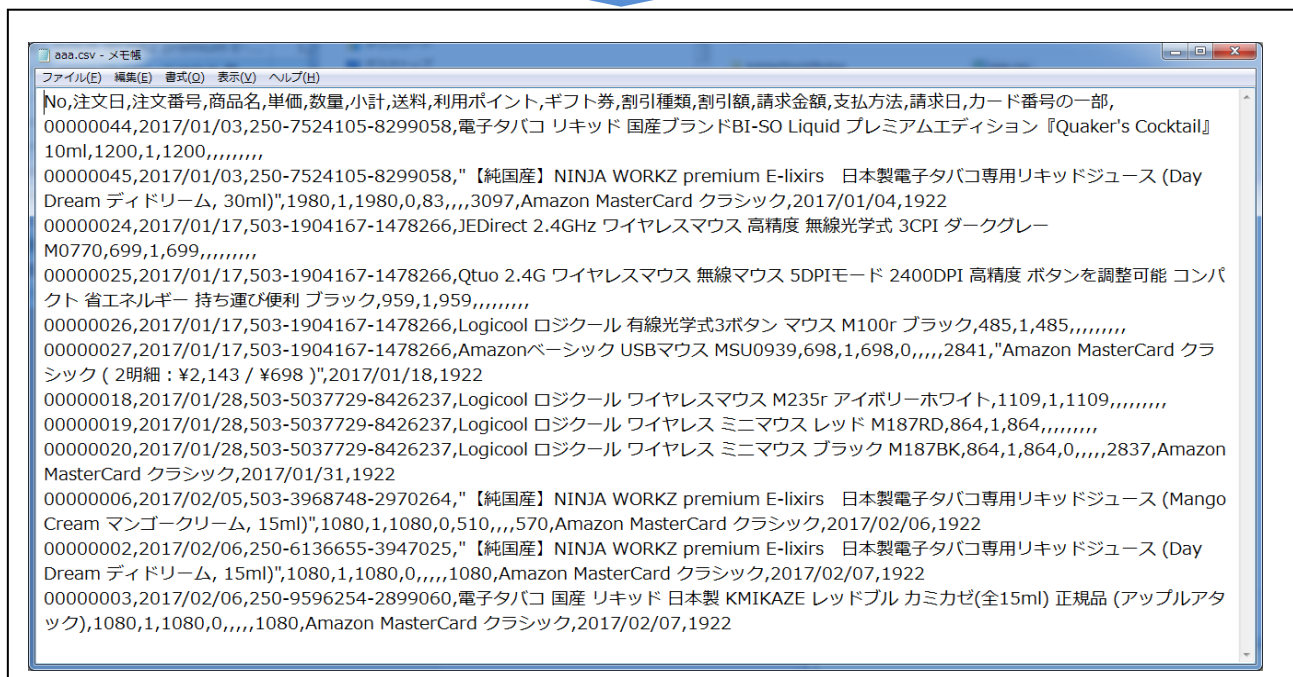 aaa.csv - メモ帳
ファイル(F) 編集(E) 書式(O) 表示(V) ヘルプ(H)
No,注文日,注文番号,商品名,単価,数量,小計,送料,利用ポイント,ギフト券,割引種類,割引額,請求金額,支払方法,請求日,カード番号の一部,
00000044,2017/01/03,250-7524105-8299058,電子タバコ リキッド 国産ブランドBI-SO Liquid プレミアムエディション『Quaker's Cocktail』
10ml,1200,1,1200,,,,,,,,,
00000045,2017/01/03,250-7524105-8299058,"【純国産】NINJA WORKZ premium E-lixirs　日本製電子タバコ専用リキッドジュース (Day
Dream ディドリーム, 30ml)",1980,1,1980,0,83,,,,3097,Amazon MasterCard クラシック,2017/01/04,1922
00000024,2017/01/17,503-1904167-1478266,JEDirect 2.4GHz ワイヤレスマウス 高精度 無線光学式 3CPI ダークグレー
M0770,699,1,699,,,,,,,,,
00000025,2017/01/17,503-1904167-1478266,Qtuo 2.4G ワイヤレスマウス 無線マウス 5DPIモード 2400DPI 高精度 ボタンを調整可能 コンパ
クト 省エネルギー 持ち運び便利 ブラック,959,1,959,,,,,,,,,
00000026,2017/01/17,503-1904167-1478266,Logicool ロジクール 有線光学式3ボタン マウス M100r ブラック,485,1,485,,,,,,,,,
00000027,2017/01/17,503-1904167-1478266,Amazonベーシック USBマウス MSU0939,698,1,698,0,,,,,2841,"Amazon MasterCard クラ
シック ( 2明細：¥2,143 / ¥698 )",2017/01/18,1922
00000018,2017/01/28,503-5037729-8426237,Logicool ロジクール ワイヤレスマウス M235r アイボリーホワイト,1109,1,1109,,,,,,,,,
00000019,2017/01/28,503-5037729-8426237,Logicool ロジクール ワイヤレス ミニマウス レッド M187RD,864,1,864,,,,,,,,,
00000020,2017/01/28,503-5037729-8426237,Logicool ロジクール ワイヤレス ミニマウス ブラック M187BK,864,1,864,0,,,,,2837,Amazon
MasterCard クラシック,2017/01/31,1922
00000006,2017/02/05,503-3968748-2970264,"【純国産】NINJA WORKZ premium E-lixirs　日本製電子タバコ専用リキッドジュース (Mango
Cream マンゴークリーム, 15ml)",1080,1,1080,0,510,,,,570,Amazon MasterCard クラシック,2017/02/06,1922
00000002,2017/02/06,250-6136655-3947025,"【純国産】NINJA WORKZ premium E-lixirs　日本製電子タバコ専用リキッドジュース (Day
Dream ディドリーム, 15ml)",1080,1,1080,0,,,,,1080,Amazon MasterCard クラシック,2017/02/07,1922
00000003,2017/02/06,250-9596254-2899060,電子タバコ 国産 リキッド 日本製 KMIKAZE レッドブル カミカゼ(全15ml) 正規品 (アップルアタ
ック),1080,1,1080,0,,,,,1080,Amazon MasterCard クラシック,2017/02/07,1922